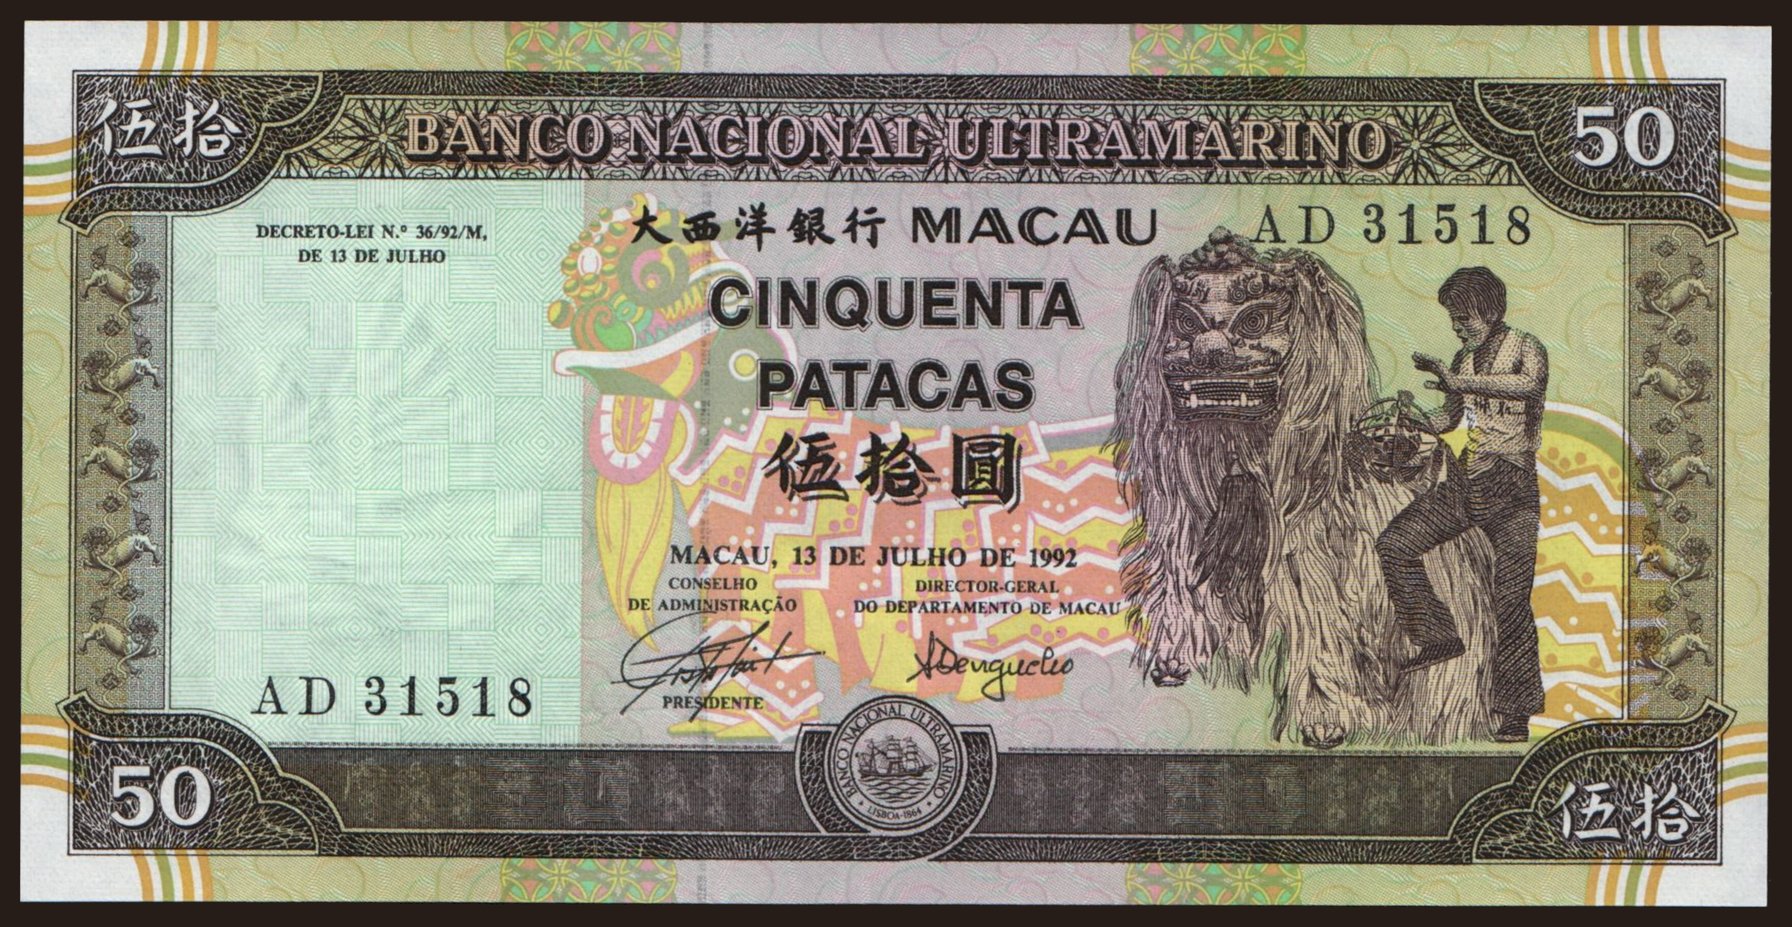 伍拾
50
BANCO NACIONAL ULTRAMARINO
DECRETO-LEI N.º 36/92/M,
DE 13 DE JULHO
大西洋銀行 MACAU
AD 31518
CINQUENTA
PATACAS
伍拾圓
MACAU, 13 DE JULHO DE 1992
CONSELHO
DE ADMINISTRAÇÃO
DIRECTOR-GERAL
DO DEPARTAMENTO DE MACAU
PRESIDENTE
AD 31518
BANCO NACIONAL ULTRAMARINO
LISBOA-1864
50
伍拾